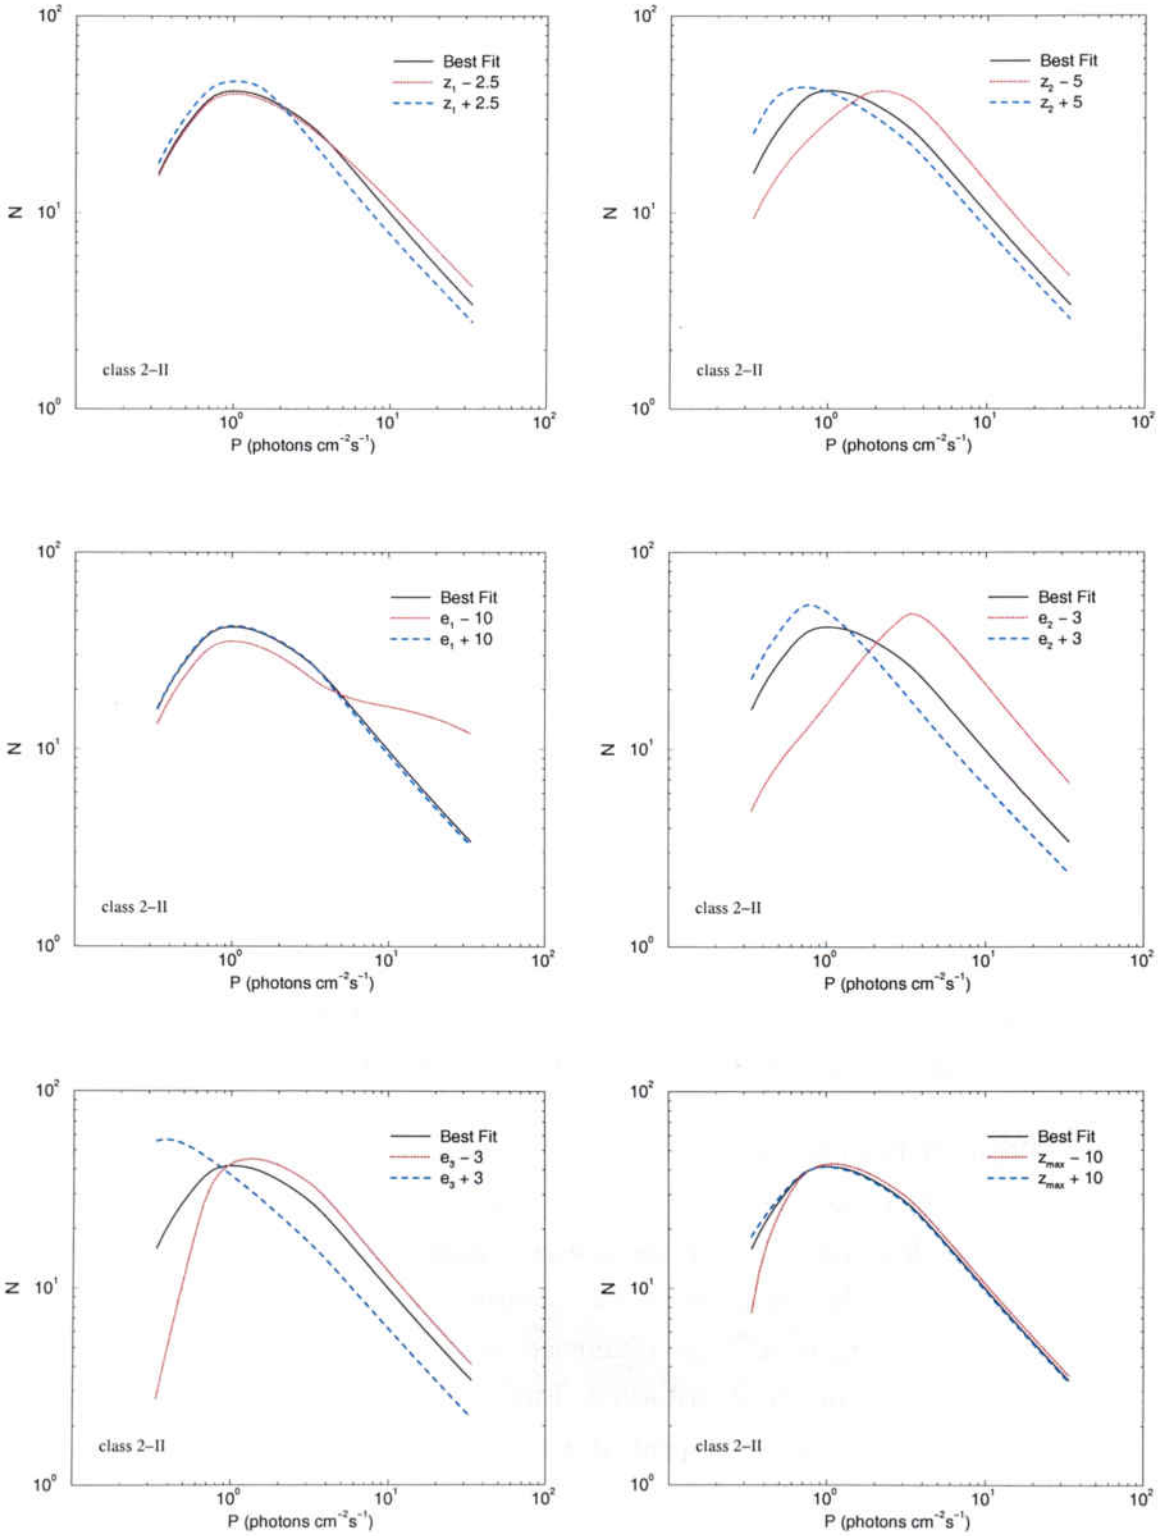 10²
10¹
10⁰
N
Best Fit
z₁ − 2.5
z₁ + 2.5
class 2−II
10⁰
10¹
10²
P (photons cm⁻²s⁻¹)
10²
10¹
10⁰
N
Best Fit
z₂ − 5
z₂ + 5
class 2−II
10⁰
10¹
10²
P (photons cm⁻²s⁻¹)
10²
10¹
10⁰
N
Best Fit
e₁ − 10
e₁ + 10
class 2−II
10⁰
10¹
10²
P (photons cm⁻²s⁻¹)
10²
10¹
10⁰
N
Best Fit
e₂ − 3
e₂ + 3
class 2−II
10⁰
10¹
10²
P (photons cm⁻²s⁻¹)
10²
10¹
10⁰
N
Best Fit
e₃ − 3
e₃ + 3
class 2−II
10⁰
10¹
10²
P (photons cm⁻²s⁻¹)
10²
10¹
10⁰
N
Best Fit
z_max − 10
z_max + 10
class 2−II
10⁰
10¹
10²
P (photons cm⁻²s⁻¹)